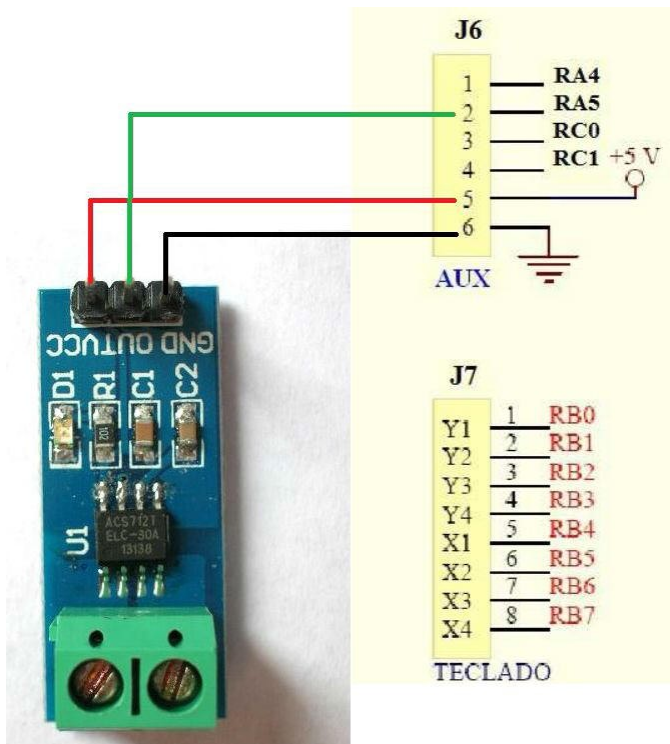 J6
1 RA4
2 RA5
3 RC0
4 RC1 +5 V
5
6
AUX
GND OUTVCC
D1
R1
C1
C2
102
U1
ACS712T
ELC-30A
13138
J7
Y1 1 RB0
Y2 2 RB1
Y3 3 RB2
Y4 4 RB3
X1 5 RB4
X2 6 RB5
X3 7 RB6
X4 8 RB7
TECLADO